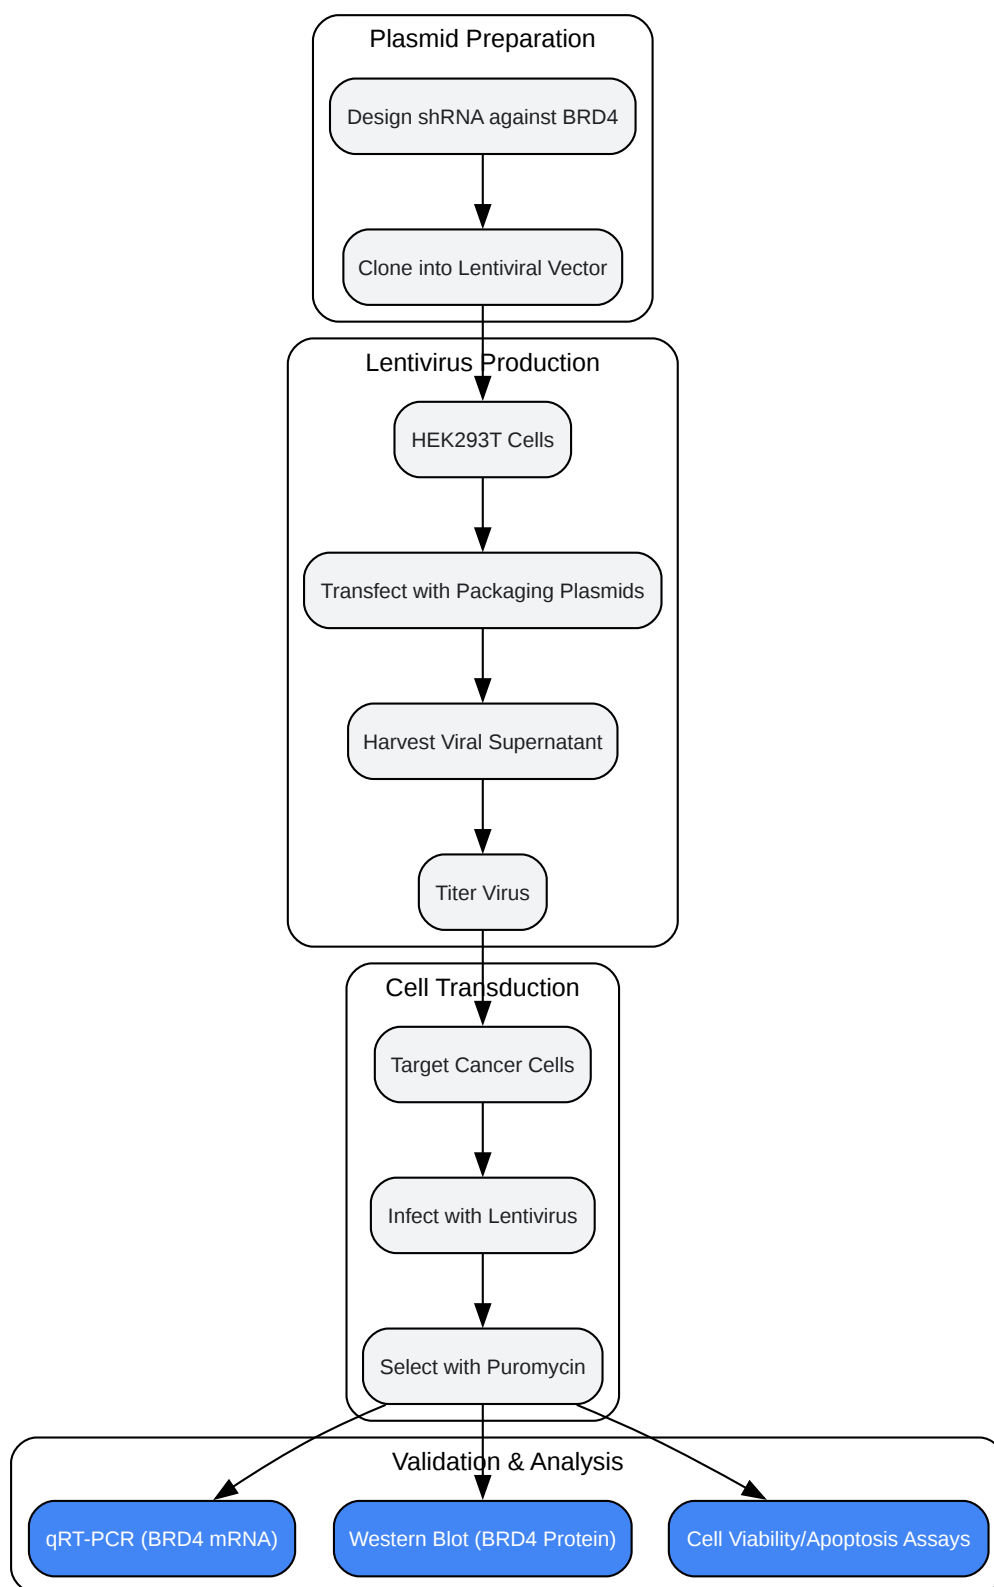 Plasmid Preparation
Design shRNA against BRD4
Clone into Lentiviral Vector
Lentivirus Production
HEK293T Cells
Transfect with Packaging Plasmids
Harvest Viral Supernatant
Titer Virus
Cell Transduction
Target Cancer Cells
Infect with Lentivirus
Select with Puromycin
Validation & Analysis
qRT-PCR (BRD4 mRNA)
Western Blot (BRD4 Protein)
Cell Viability/Apoptosis Assays